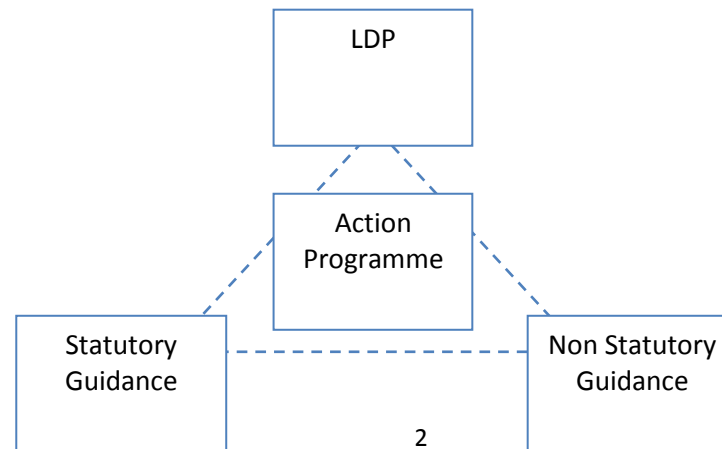 LDP
Action
Programme
Statutory
Guidance
Non Statutory
Guidance
2